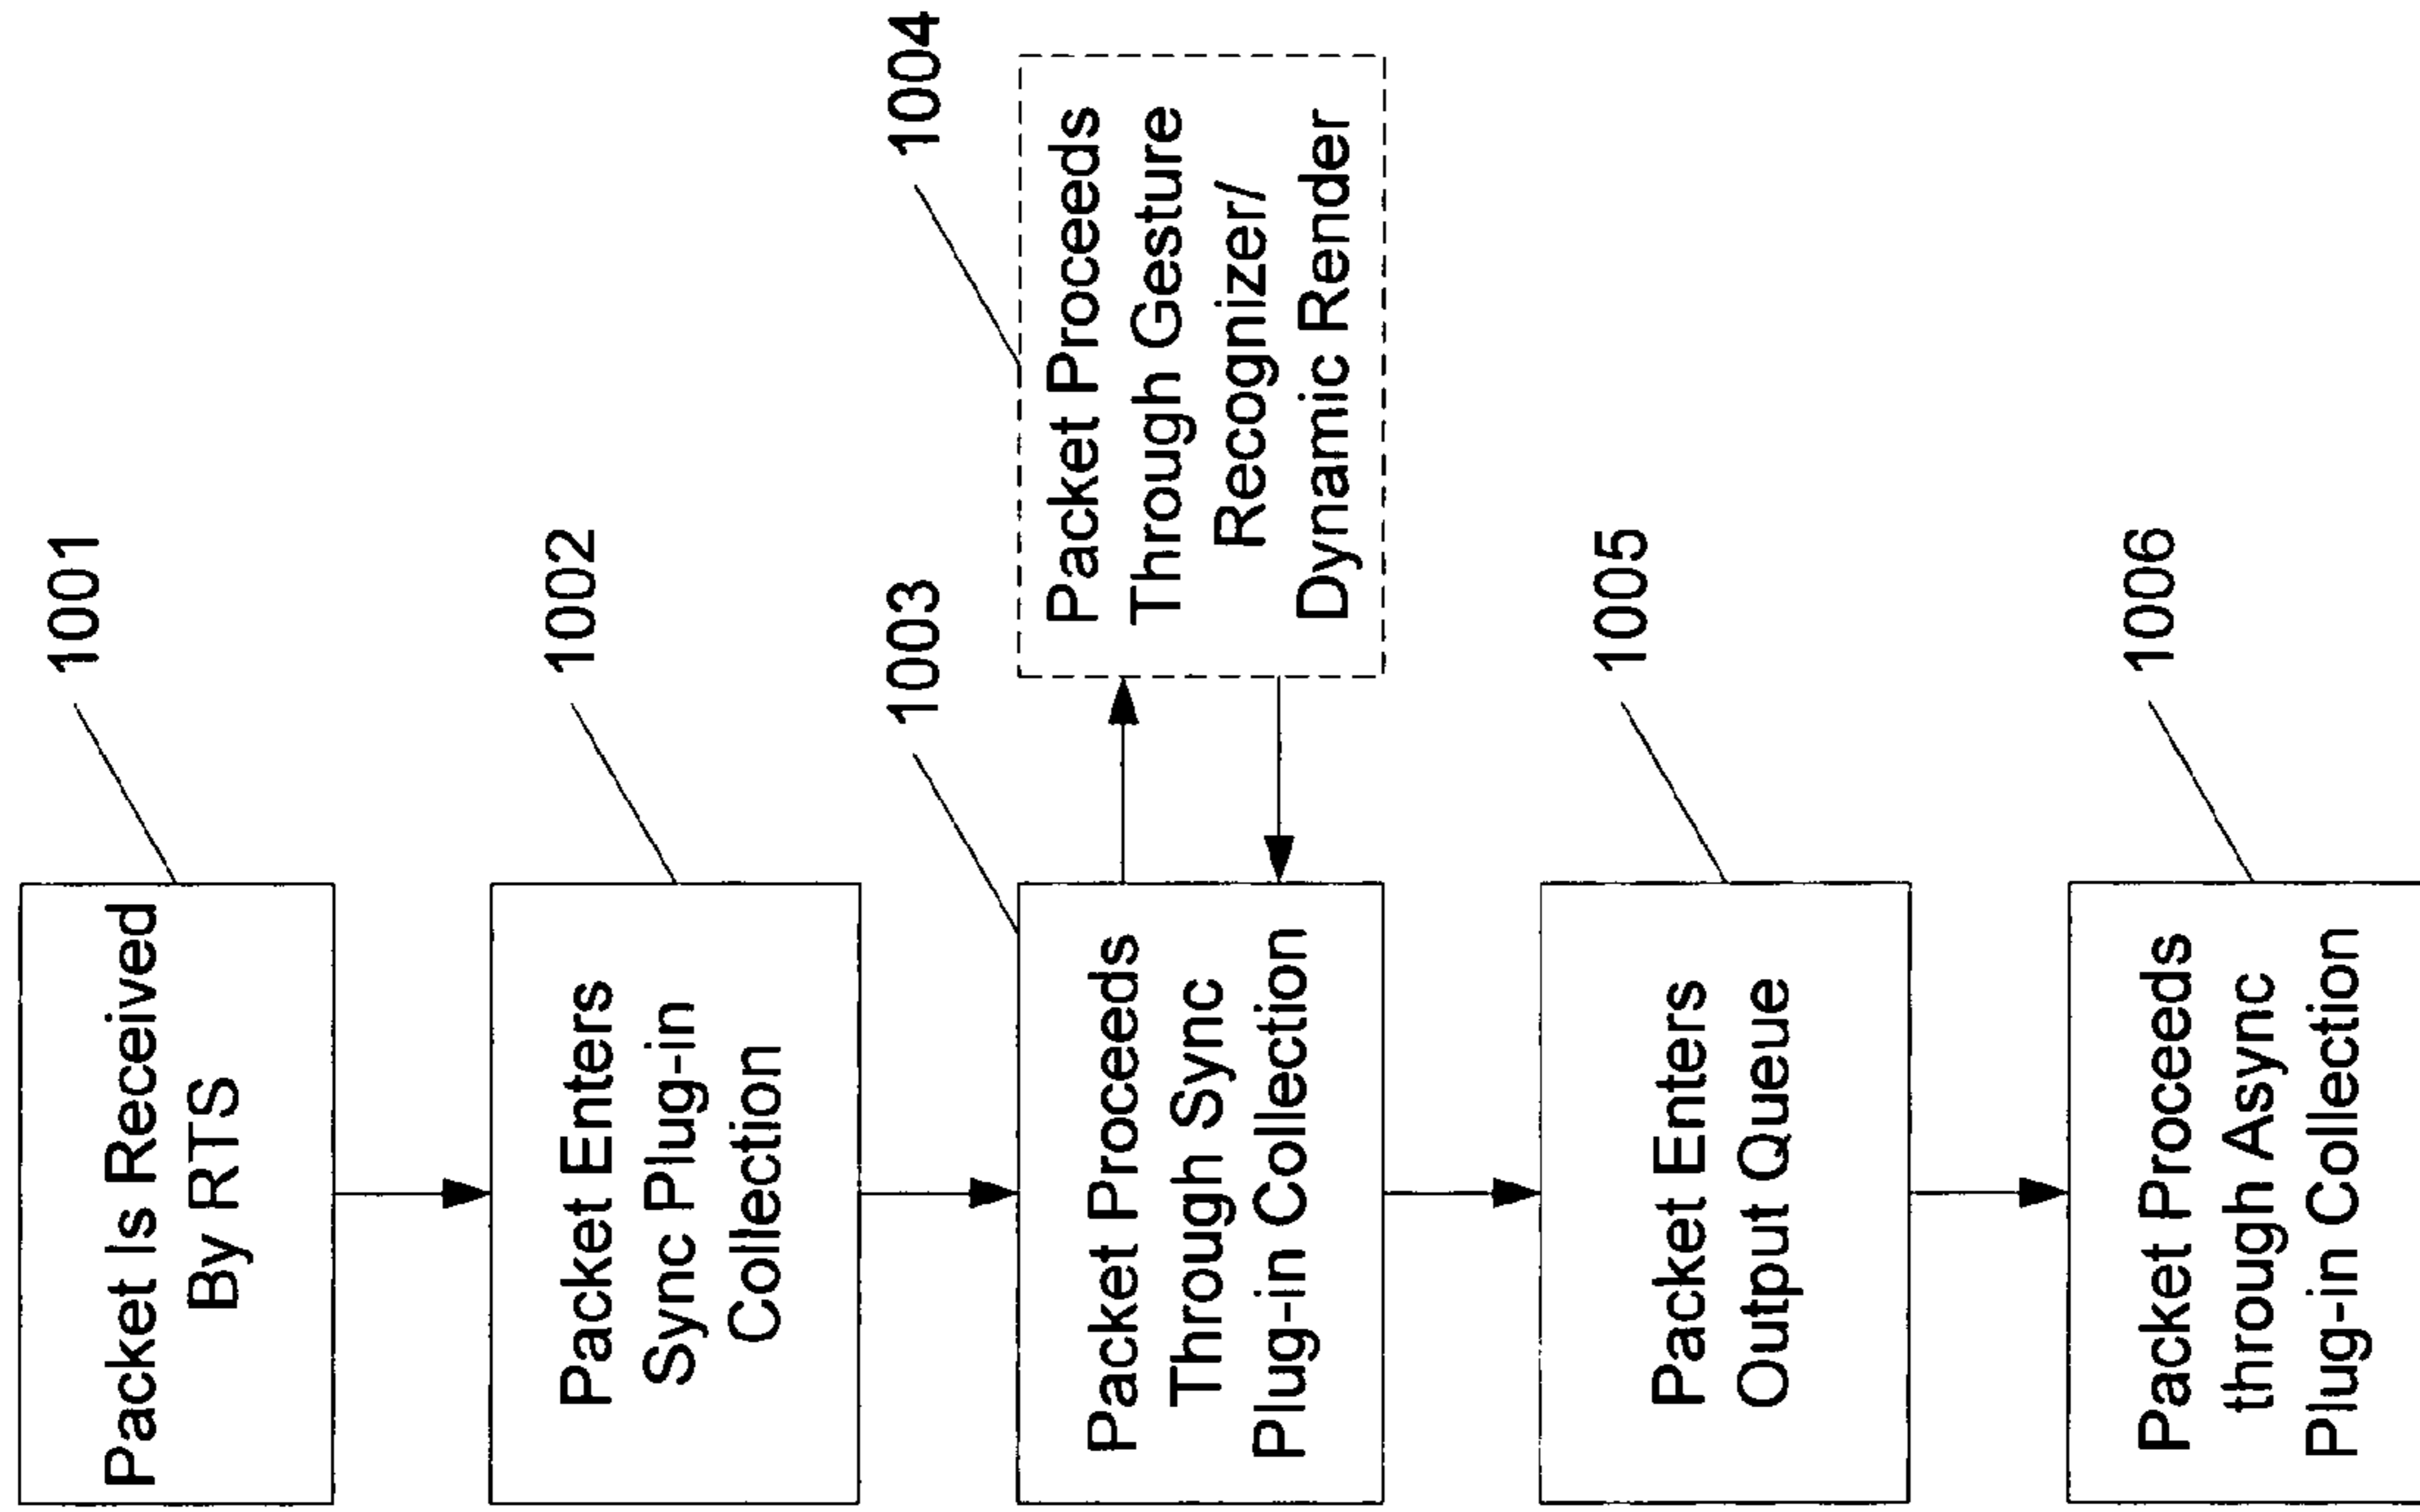 Packet Is Received
By RTS
1001
Packet Enters
Sync Plug-in
Collection
1002
Packet Proceeds
Through Sync
Plug-in Collection
1003
Packet Proceeds
Through Gesture
Recognizer/
Dynamic Render
1004
Packet Enters
Output Queue
1005
Packet Proceeds
through Async
Plug-in Collection
1006